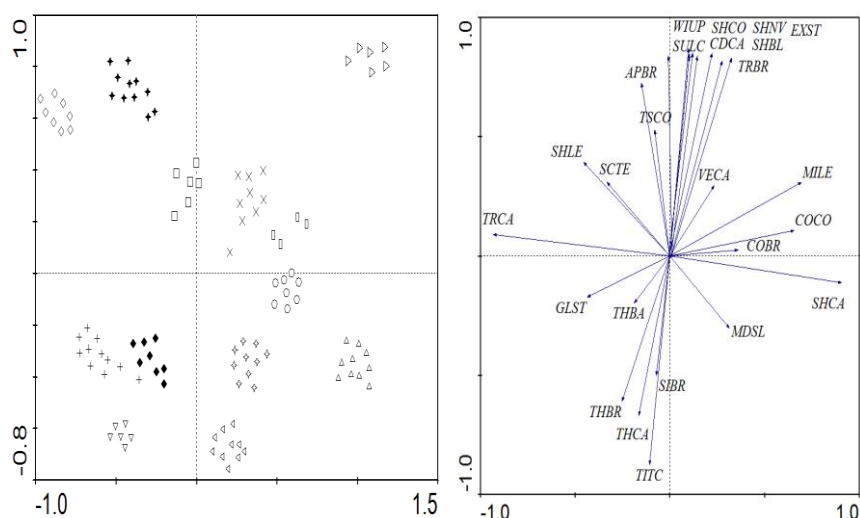 1.0
-0.8
-1.0 1.5
1.0
WIUP SHCO SHNV EXST
SULC CDCA SHBL
APBR TRBR
TSCO
SHLE SCTE VECA MILE
TRCA COCO
COBR
GLST THBA SHCA
MDSL
SIBR
THBR
THCA
TITC
-1.0
-1.0 1.0